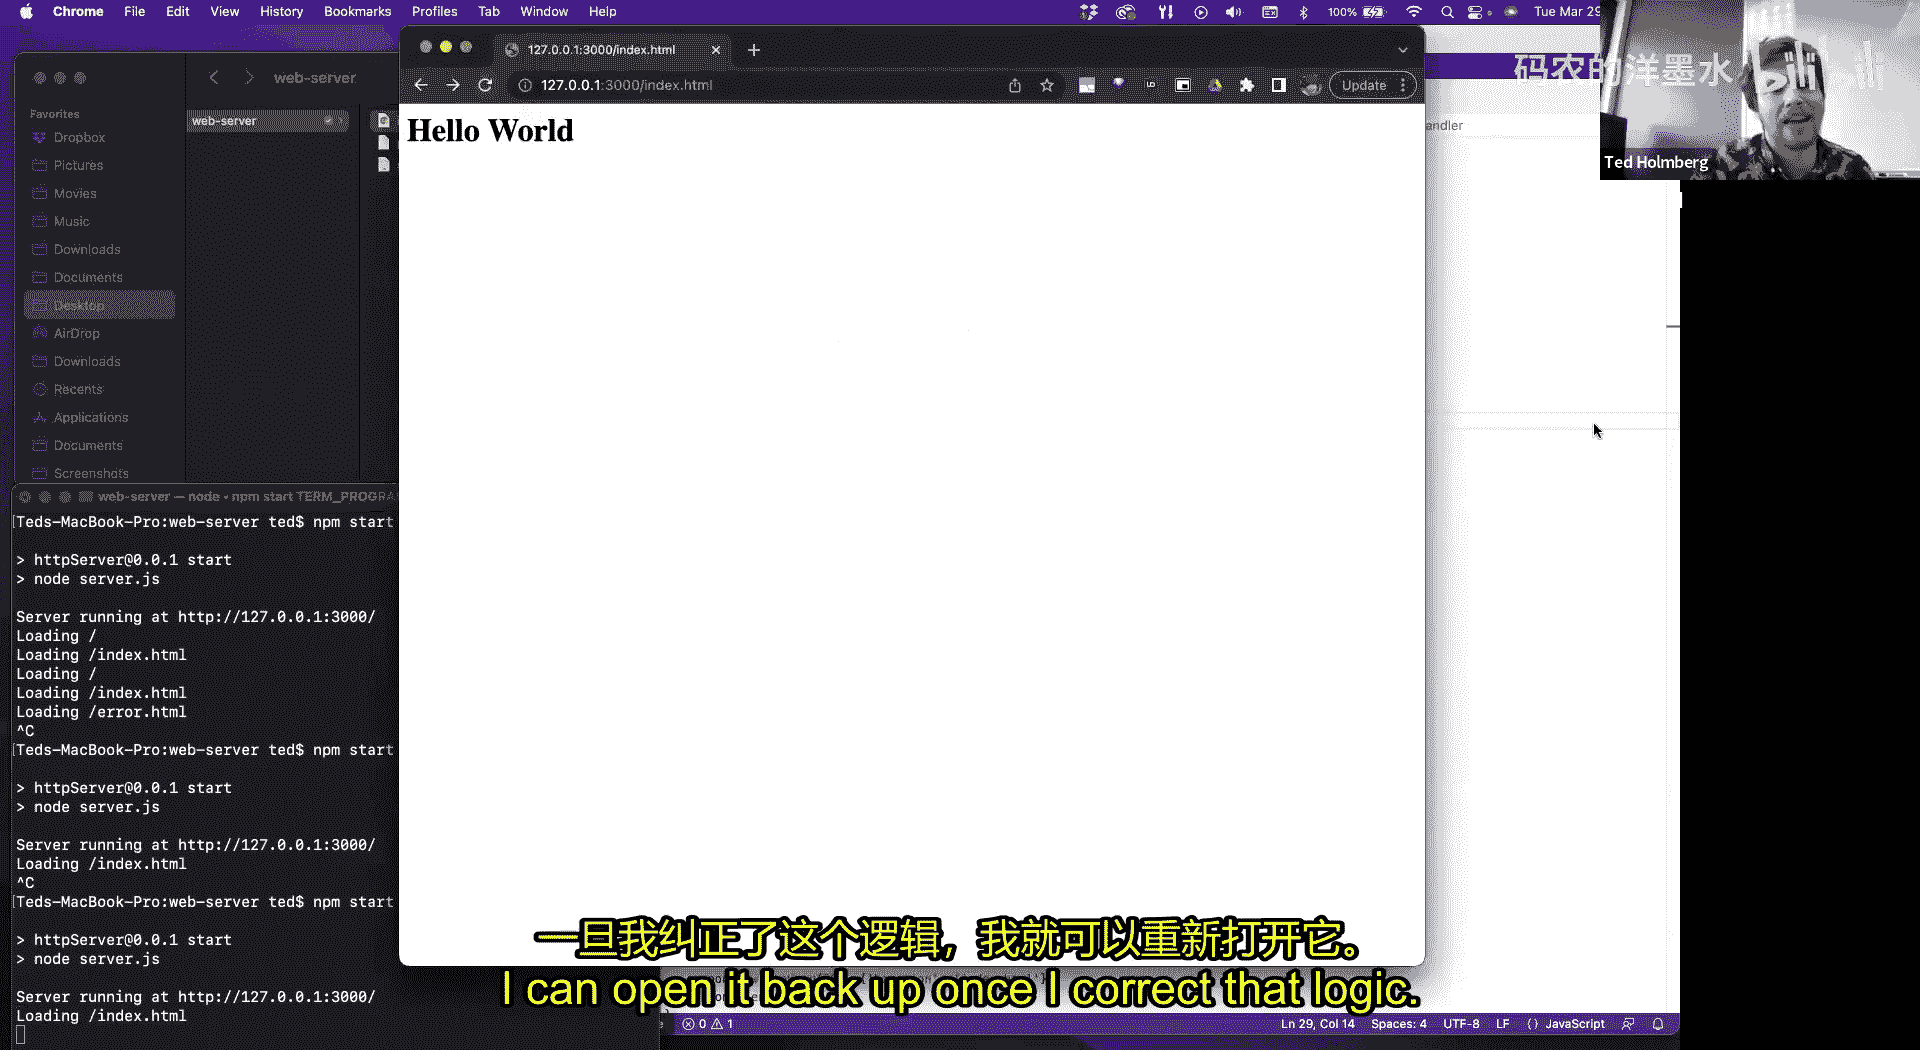 Chrome File Edit View History Bookmarks Profiles Tab Window Help
100% Tue Mar 29
127.0.0.1:3000/index.html
127.0.0.1:3000/index.html
Update
web-server
Favorites
Dropbox
Pictures
Movies
Music
Downloads
Documents
Desktop
AirDrop
Downloads
Recents
Applications
Documents
Screenshots
web-server
Hello World
andler
码农的洋墨水
bilibili
Ted Holmberg
web-server — node • npm start TERM_PROGRA
[Teds-MacBook-Pro:web-server ted$ npm start
> httpServer@0.0.1 start
> node server.js
Server running at http://127.0.0.1:3000/
Loading /
Loading /index.html
Loading /
Loading /index.html
Loading /error.html
^C
[Teds-MacBook-Pro:web-server ted$ npm start
> httpServer@0.0.1 start
> node server.js
Server running at http://127.0.0.1:3000/
Loading /index.html
^C
[Teds-MacBook-Pro:web-server ted$ npm start
> httpServer@0.0.1 start
> node server.js
Server running at http://127.0.0.1:3000/
Loading /index.html
一旦我纠正了这个逻辑，我就可以重新打开它。
I can open it back up once I correct that logic.
0 1
Ln 29, Col 14 Spaces: 4 UTF-8 LF {} JavaScript